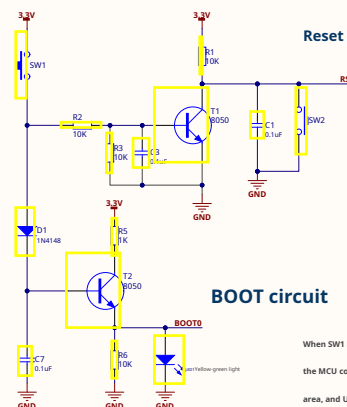 3.3V
3.3V
Reset
R1
10K
SW1
RS
T1
8050
R2
10K
C1
0.1uF
SW2
R3
10K
C3
0.1uF
GND
GND
3.3V
D1
1N4148
R5
1K
T2
8050
BOOT circuit
BOOT0
When SW1
C7
0.1uF
R6
10K
Yellow-green light
the MCU co
area, and U
GND
GND
GND